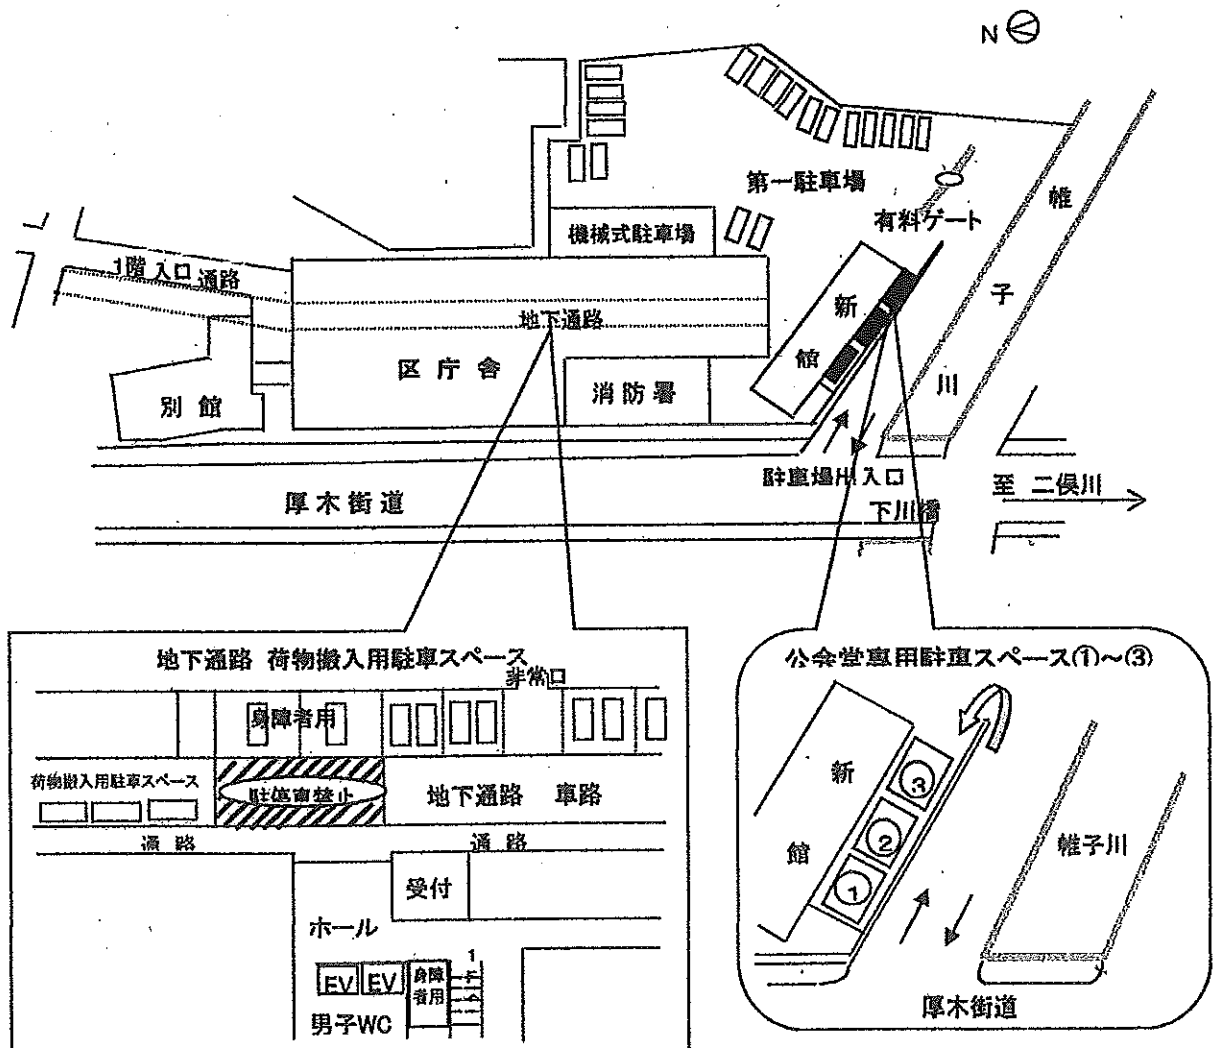 N
第一駐車場
帷子川
有料ゲート
機械式駐車場
1階入口通路
地下通路
新館
区庁舎
消防署
別館
駐車場出入口
厚木街道
至 二俣川
下川橋
地下通路 荷物搬入用駐車スペース
非常口
身障者用
荷物搬入用駐車スペース
駐停車禁止
地下通路 車路
通路
通路
受付
ホール
EV
EV
身障者用
男子WC
公会堂専用駐車スペース①~③
新館
③
②
①
帷子川
厚木街道